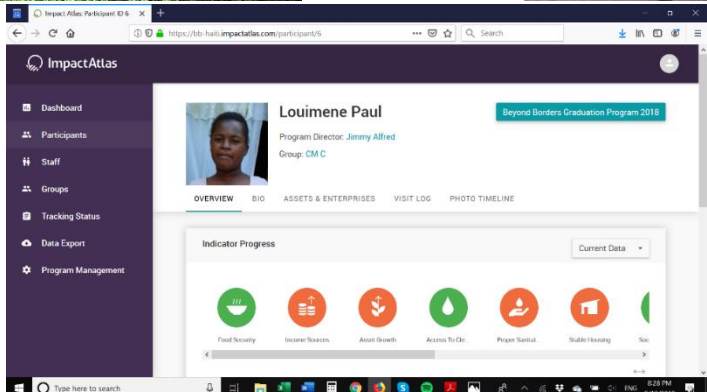 Impact Atlas: Participant ID 6
https://bb-haiti.impactatlas.com/participant/6
Search
ImpactAtlas
Dashboard
Participants
Staff
Groups
Tracking Status
Data Export
Program Management
Louimene Paul
Program Director: Jimmy Alfred
Group: CM C
Beyond Borders Graduation Program 2018
OVERVIEW BIO ASSETS & ENTERPRISES VISIT LOG PHOTO TIMELINE
Indicator Progress
Current Data
Food Security Income Sources Asset Growth Access To Cle... Proper Sanitat... Stable Housing Soc
Type here to search
ENG 8:28 PM